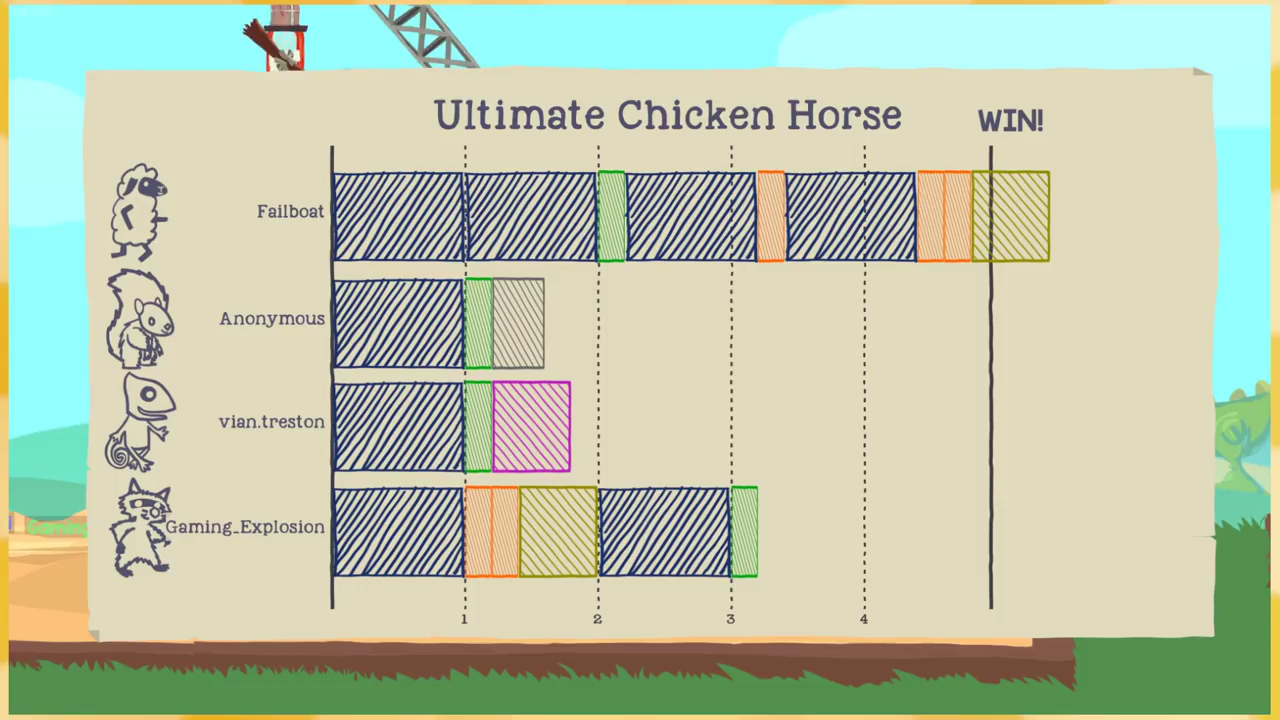 Ultimate Chicken Horse
WIN!
Failboat
Anonymous
vian.treston
Gaming_Explosion
1 2 3 4